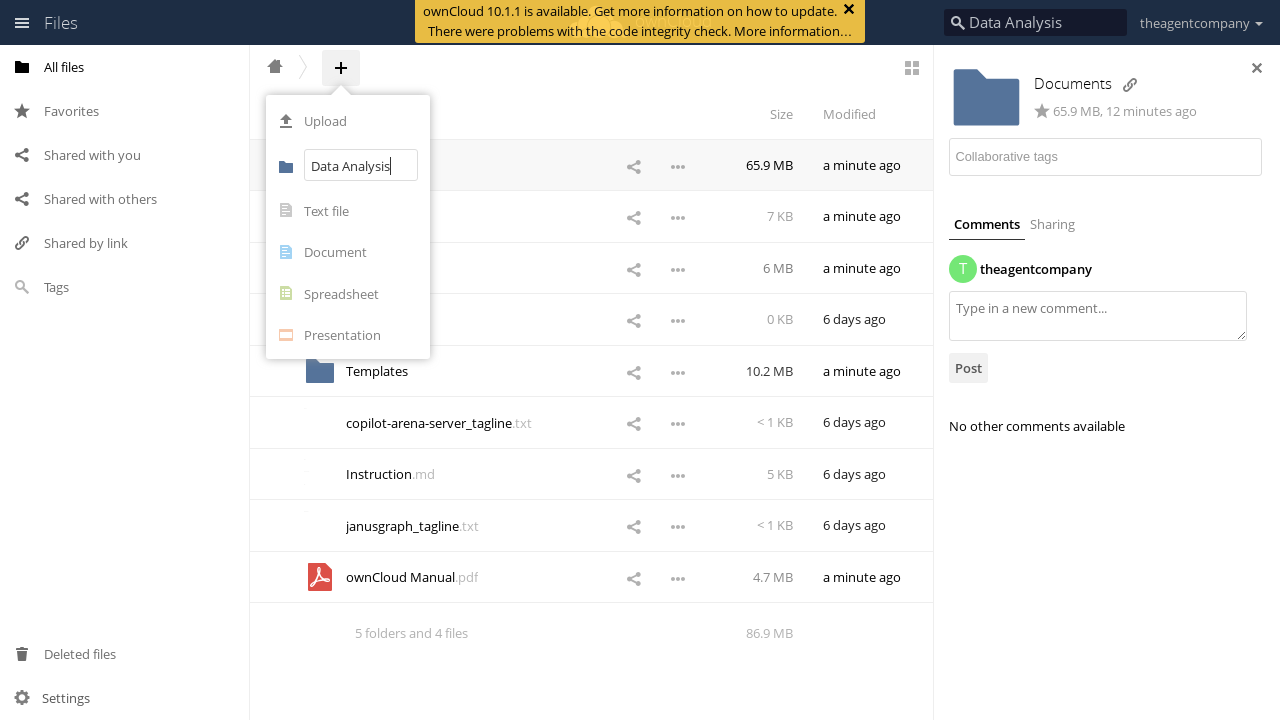 Files
ownCloud 10.1.1 is available. Get more information on how to update.
There were problems with the code integrity check. More information…
Data Analysis
theagentcompany
All files
Favorites
Shared with you
Shared with others
Shared by link
Tags
Deleted files
Settings
Upload
Data Analysis
Text file
Document
Spreadsheet
Presentation
Size Modified
65.9 MB a minute ago
7 KB a minute ago
6 MB a minute ago
0 KB 6 days ago
Templates 10.2 MB a minute ago
copilot-arena-server_tagline.txt < 1 KB 6 days ago
Instruction.md 5 KB 6 days ago
janusgraph_tagline.txt < 1 KB 6 days ago
ownCloud Manual.pdf 4.7 MB a minute ago
5 folders and 4 files 86.9 MB
Documents
65.9 MB, 12 minutes ago
Collaborative tags
Comments Sharing
T theagentcompany
Type in a new comment...
Post
No other comments available